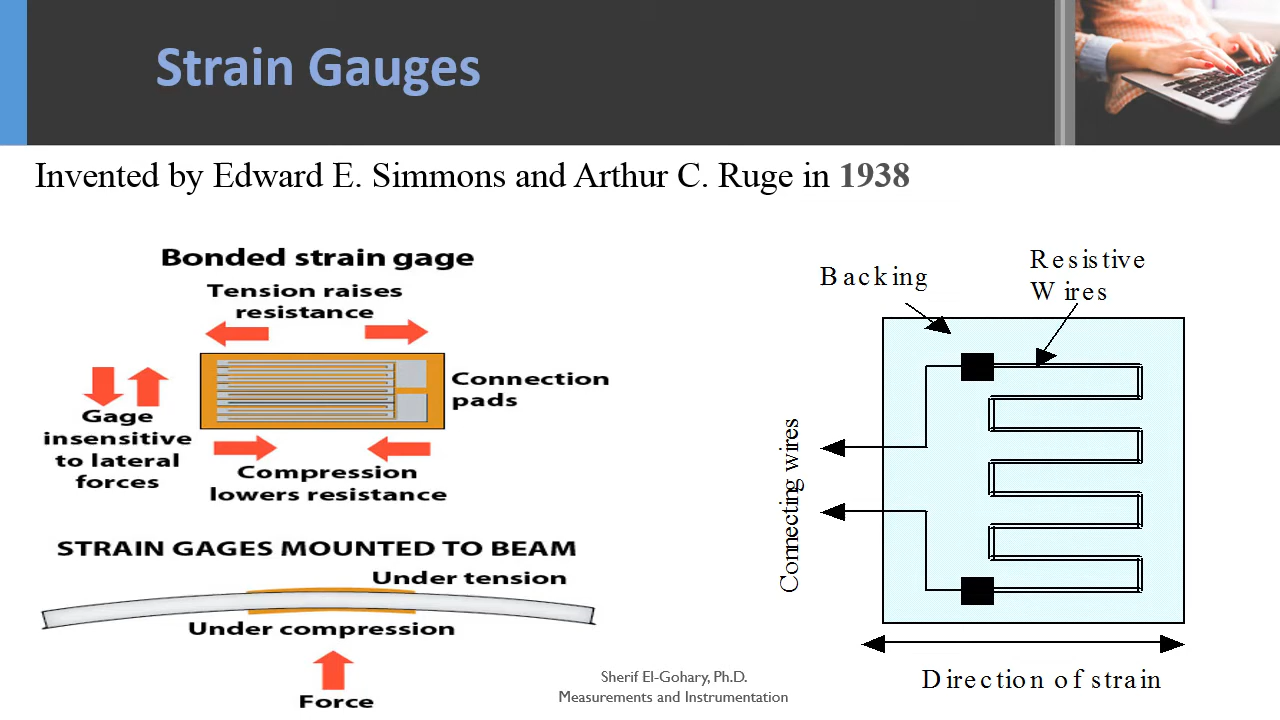 Strain Gauges
Invented by Edward E. Simmons and Arthur C. Ruge in 1938
Bonded strain gage
Tension raises
resistance
Connection
pads
Gage
insensitive
to lateral
forces
Compression
lowers resistance
STRAIN GAGES MOUNTED TO BEAM
Under tension
Under compression
Force
Backing
Resistive
Wires
Connecting wires
Direction of strain
Sherif El-Gohary, Ph.D.
Measurements and Instrumentation